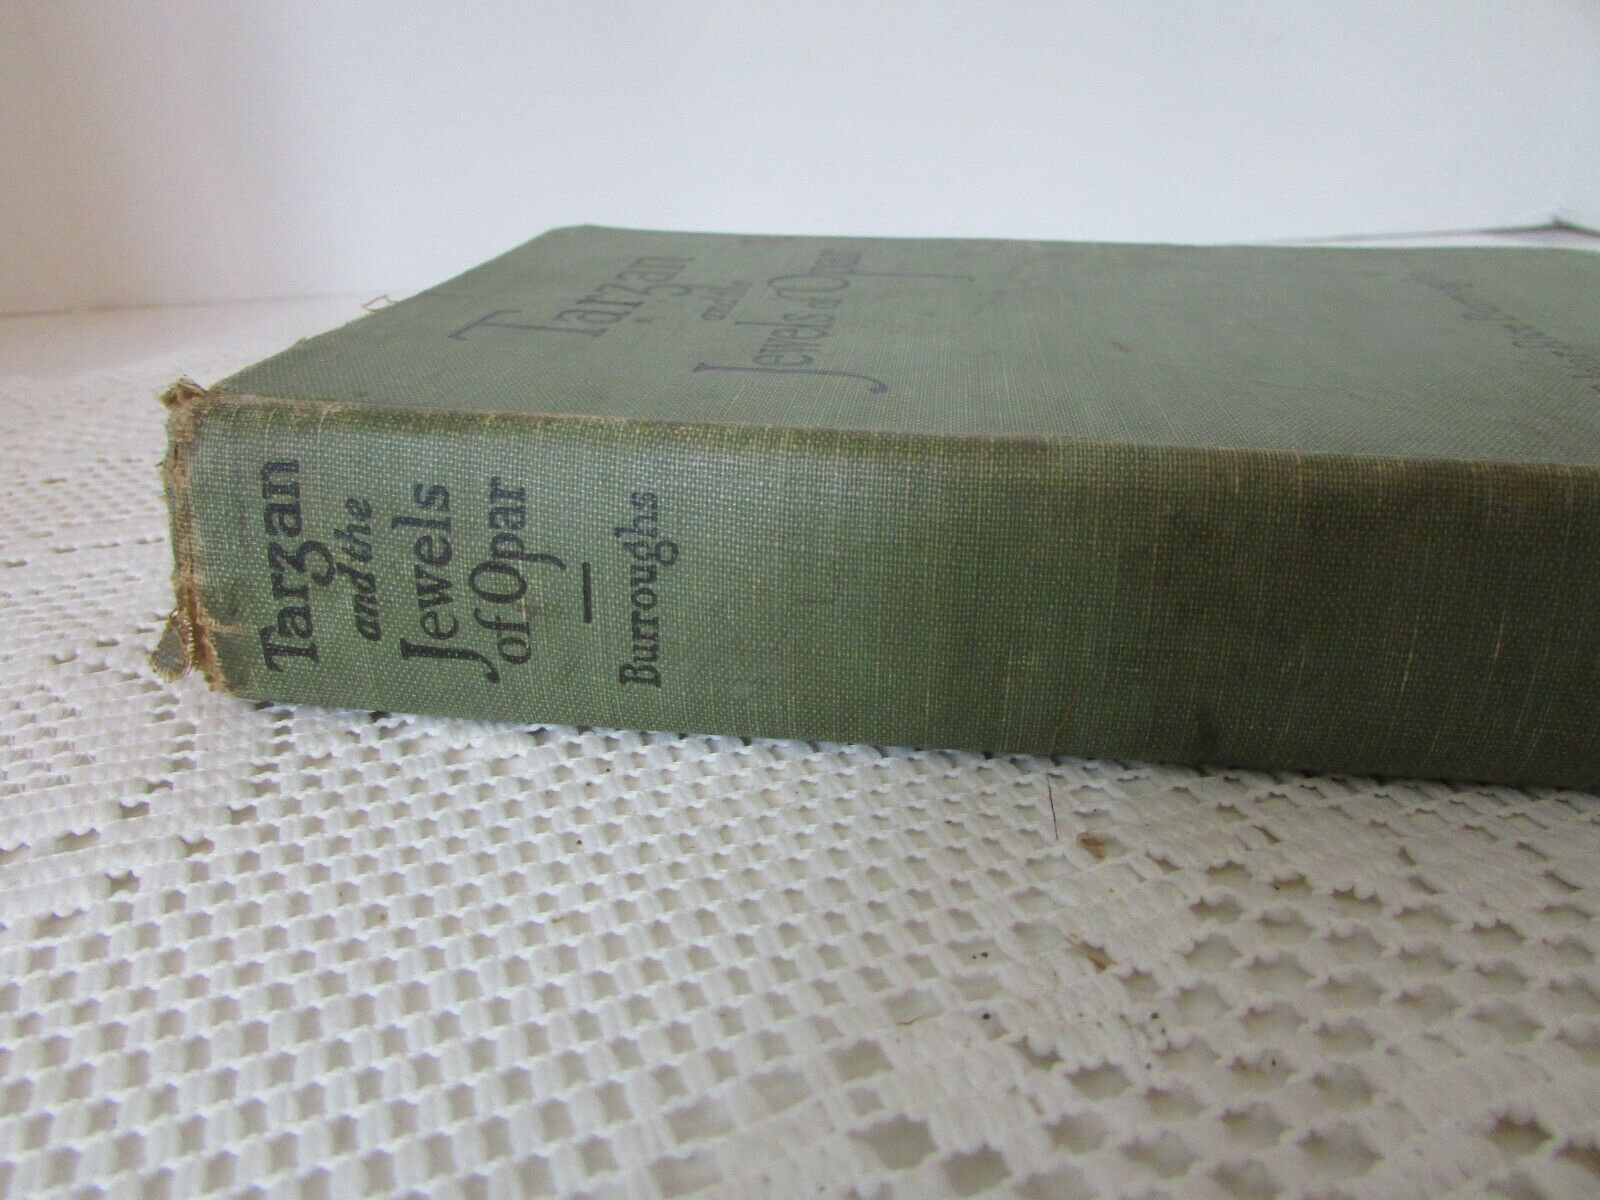 Tarzan
and the
Jewels
of Opar
Burroughs
Tarzan
and the
Jewels of Opar